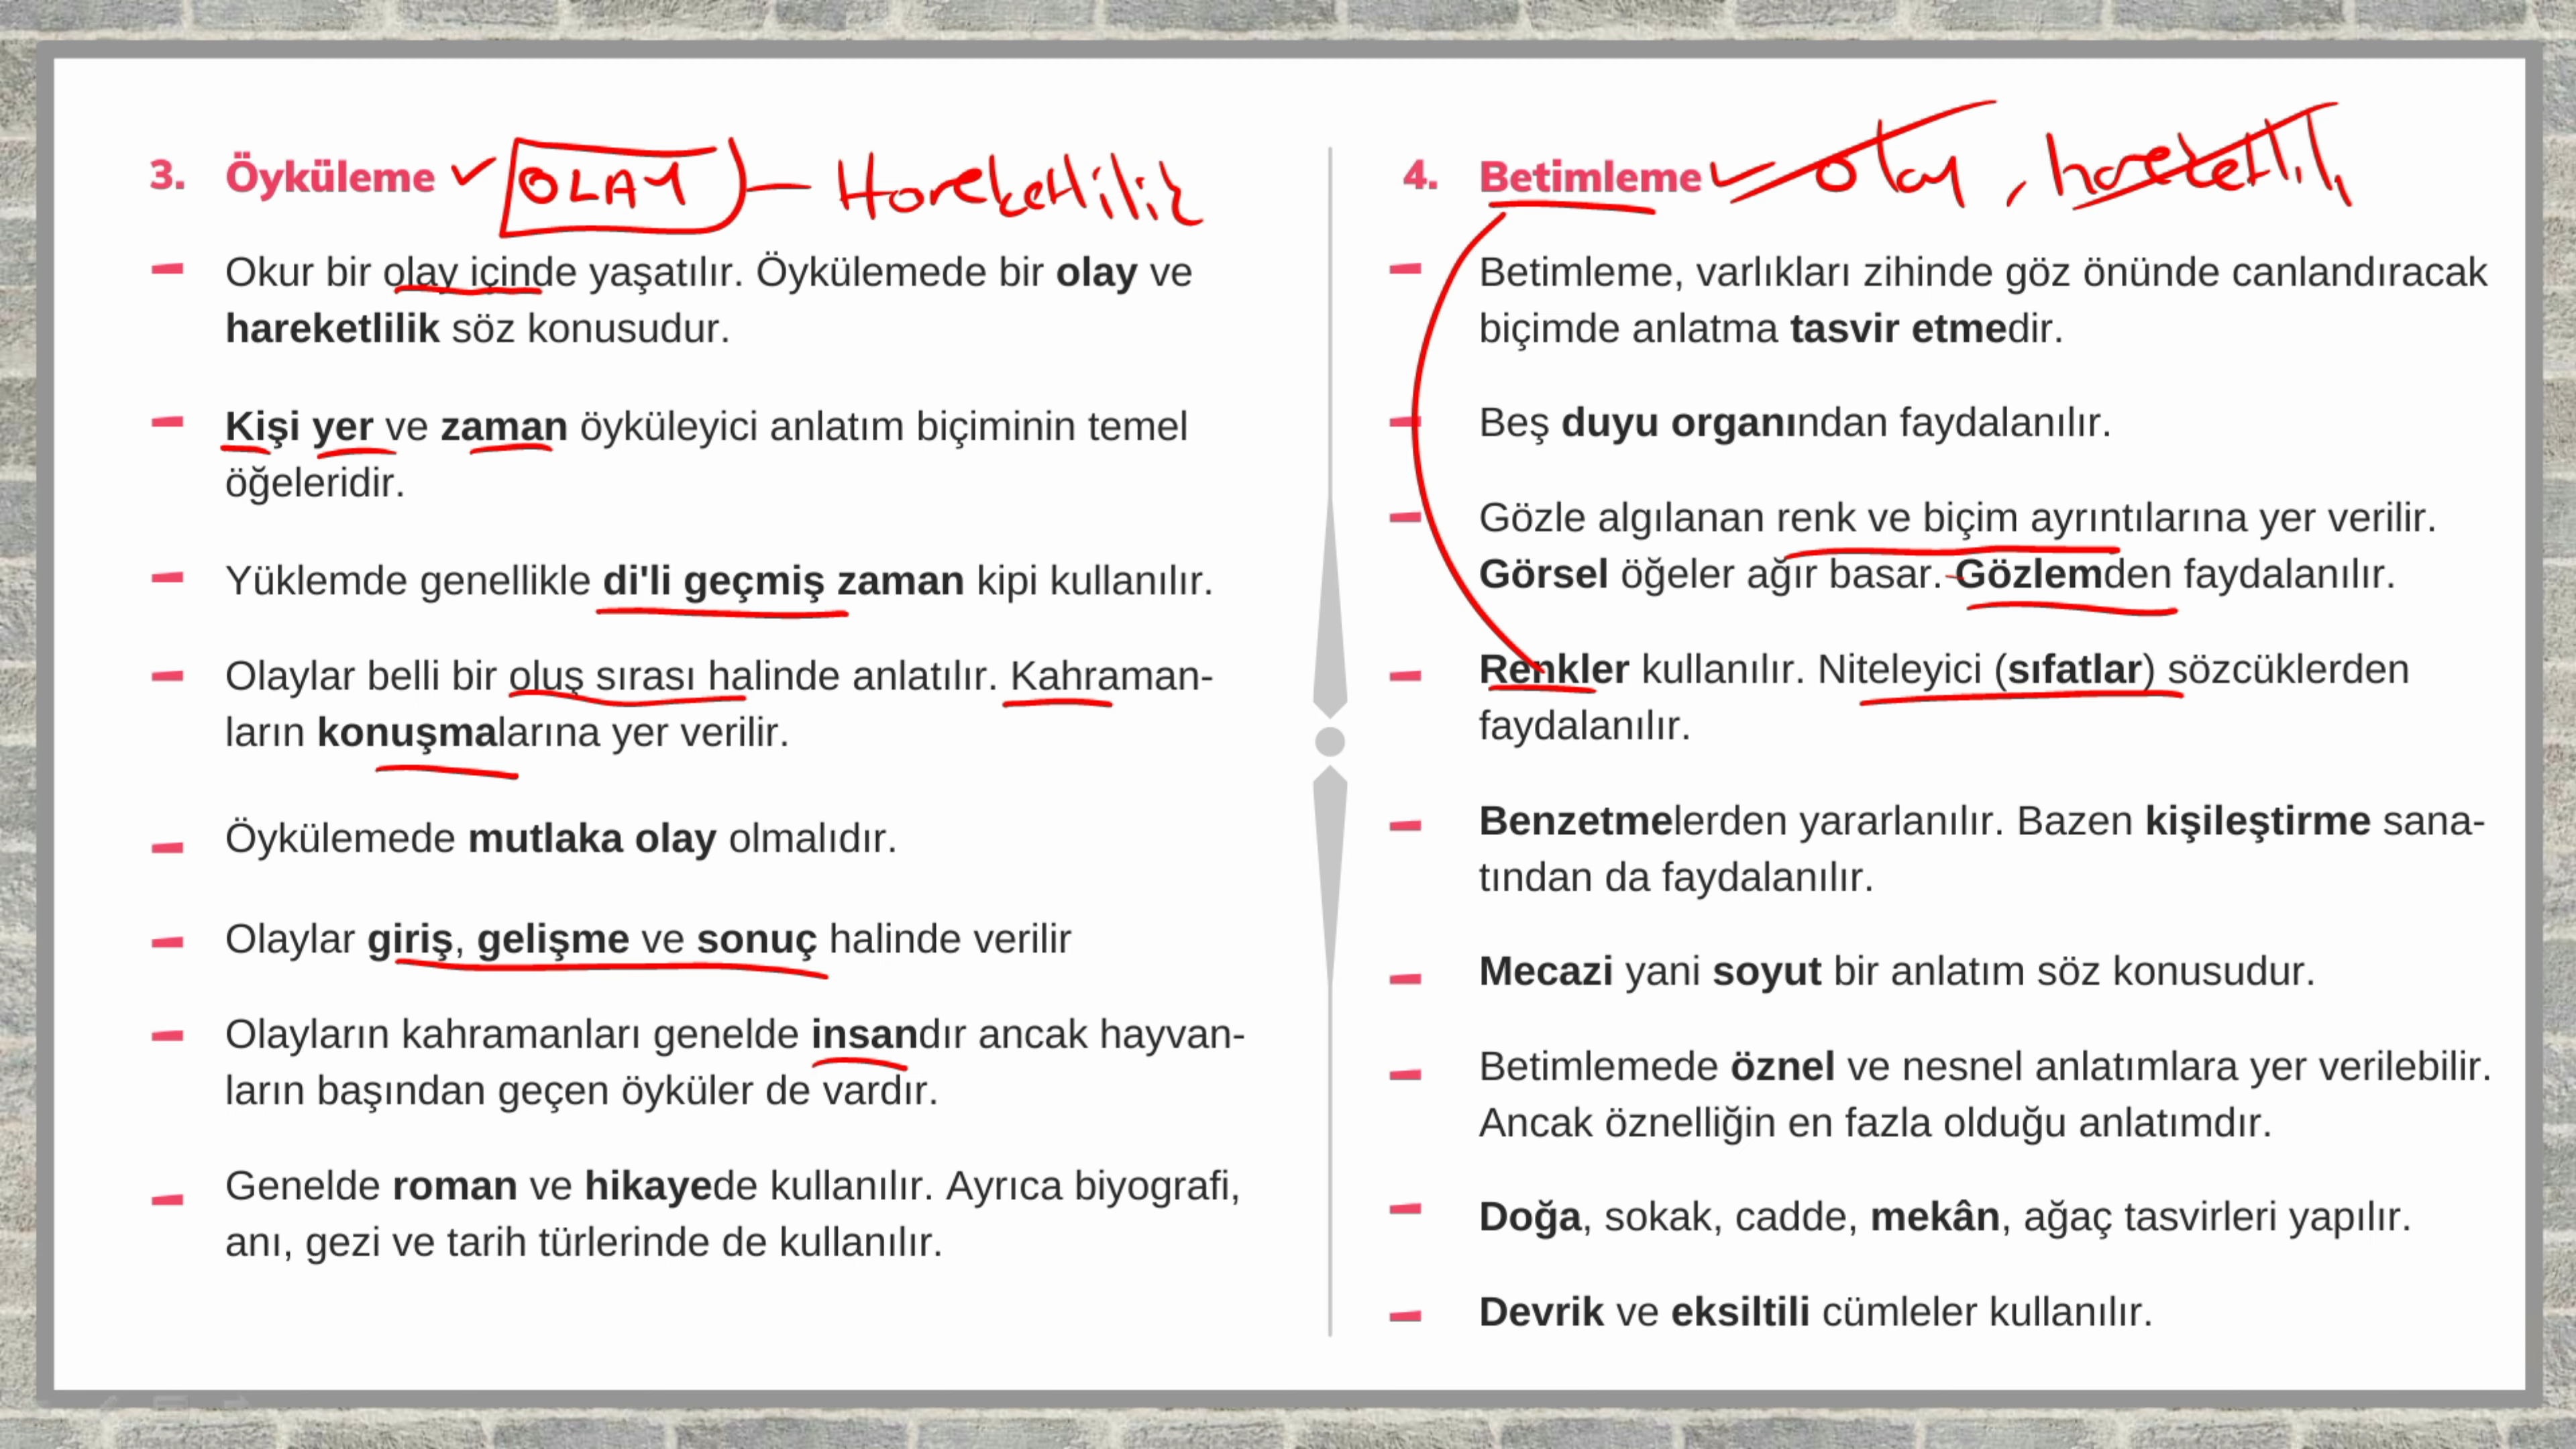 3. Öyküleme ✓ OLAY - Hareketlilik
Okur bir olay içinde yaşatılır. Öykülemede bir olay ve
hareketlilik söz konusudur.
Kişi yer ve zaman öyküleyici anlatım biçiminin temel
öğeleridir.
Yüklemde genellikle di'li geçmiş zaman kipi kullanılır.
Olaylar belli bir oluş sırası halinde anlatılır. Kahraman-
ların konuşmalarına yer verilir.
Öykülemede mutlaka olay olmalıdır.
Olaylar giriş, gelişme ve sonuç halinde verilir
Olayların kahramanları genelde insandır ancak hayvan-
ların başından geçen öyküler de vardır.
Genelde roman ve hikayede kullanılır. Ayrıca biyografi,
anı, gezi ve tarih türlerinde de kullanılır.
4. Betimleme ✓ olay, hareketlilik
Betimleme, varlıkları zihinde göz önünde canlandıracak
biçimde anlatma tasvir etmedir.
Beş duyu organından faydalanılır.
Gözle algılanan renk ve biçim ayrıntılarına yer verilir.
Görsel öğeler ağır basar. Gözlemden faydalanılır.
Renkler kullanılır. Niteleyici (sıfatlar) sözcüklerden
faydalanılır.
Benzetmelerden yararlanılır. Bazen kişileştirme sana-
tından da faydalanılır.
Mecazi yani soyut bir anlatım söz konusudur.
Betimlemede öznel ve nesnel anlatımlara yer verilebilir.
Ancak öznelliğin en fazla olduğu anlatımdır.
Doğa, sokak, cadde, mekân, ağaç tasvirleri yapılır.
Devrik ve eksiltili cümleler kullanılır.